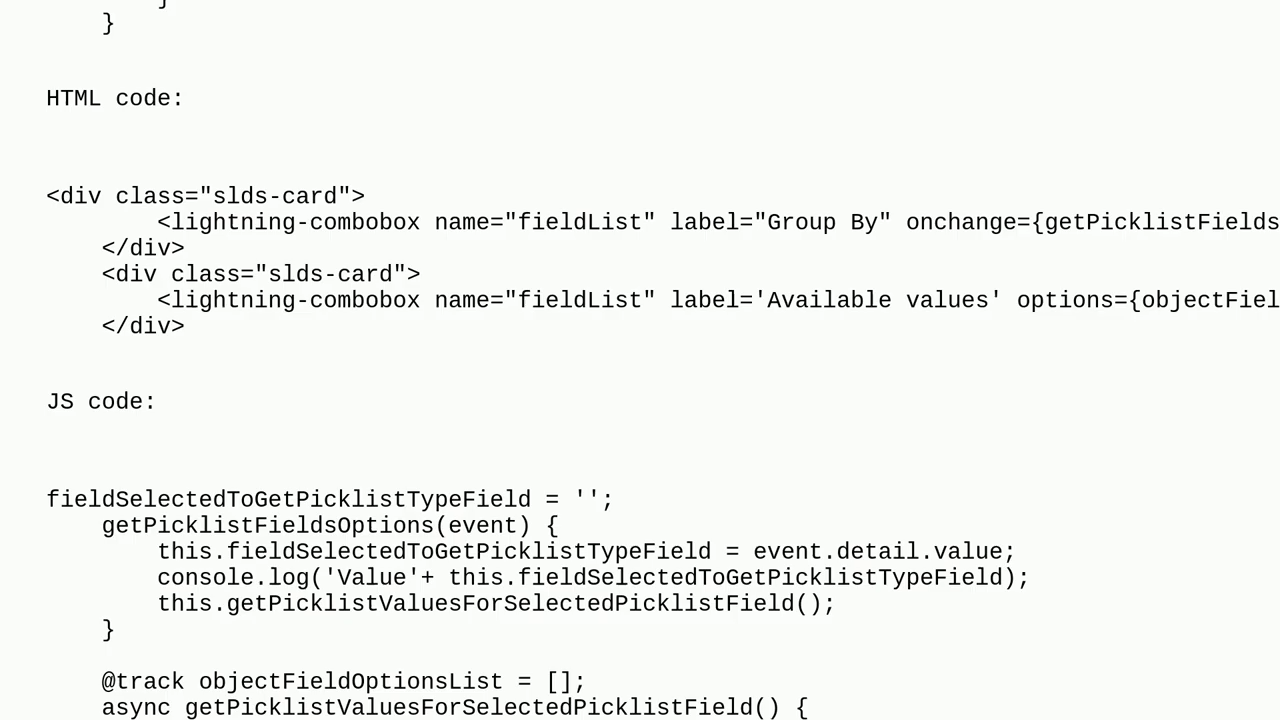 }
}
HTML code:
<div class="slds-card">
<lightning-combobox name="fieldList" label="Group By" onchange={getPicklistFields
</div>
<div class="slds-card">
<lightning-combobox name="fieldList" label='Available values' options={objectFiel
</div>
JS code:
fieldSelectedToGetPicklistTypeField = '';
getPicklistFieldsOptions(event) {
this.fieldSelectedToGetPicklistTypeField = event.detail.value;
console.log('Value'+ this.fieldSelectedToGetPicklistTypeField);
this.getPicklistValuesForSelectedPicklistField();
}
@track objectFieldOptionsList = [];
async getPicklistValuesForSelectedPicklistField() {